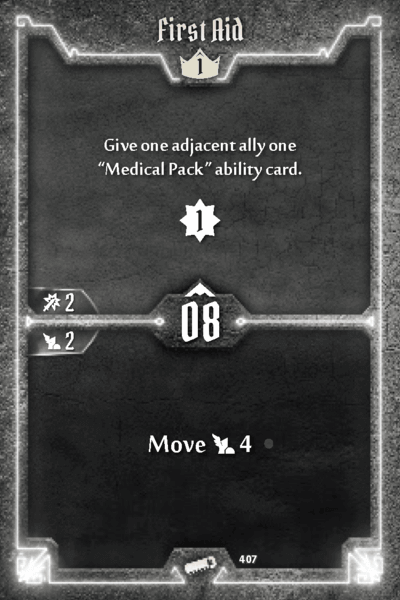 First Aid
1
Give one adjacent ally one
“Medical Pack” ability card.
1
2
08
2
Move 4
407